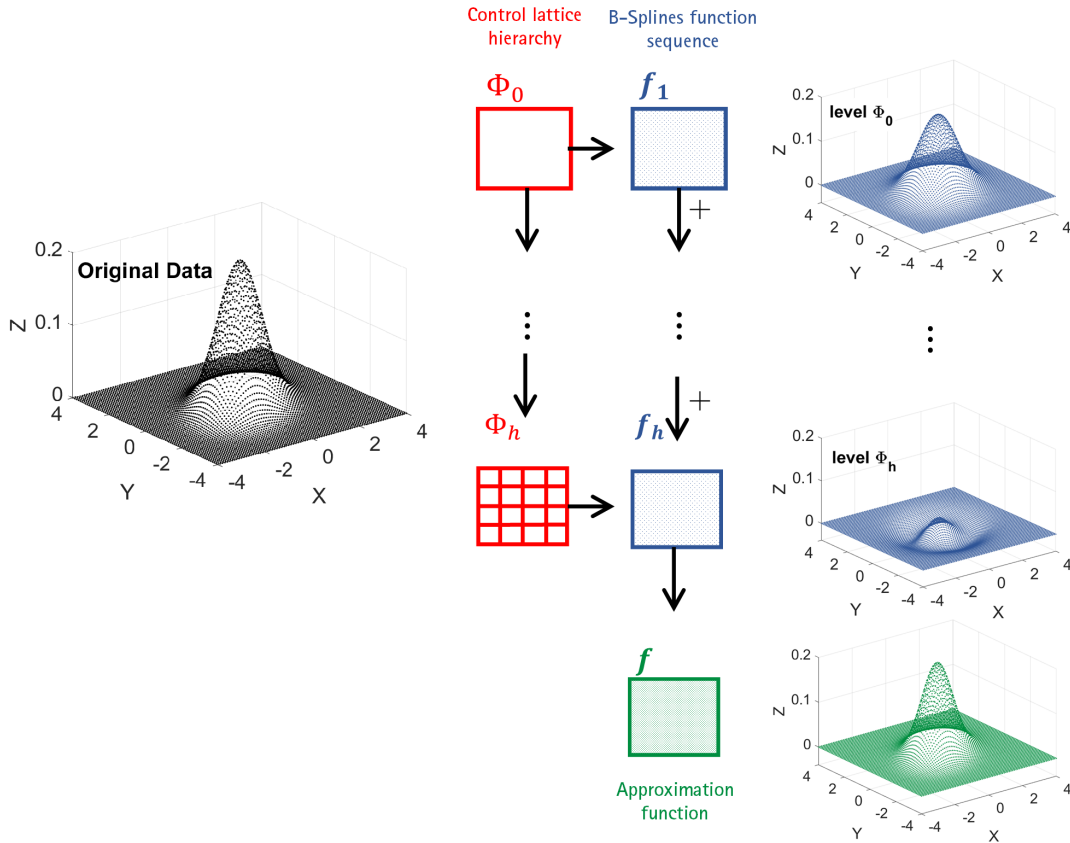 Control lattice
hierarchy
B-Splines function
sequence
Φ0
f1
level Φ0
0.2
0.1
0
Z
4
2
0
-2
-4
Y
-4
-2
0
2
4
X
+
Original Data
0.2
0.1
0
Z
4
2
0
-2
-4
Y
-4
-2
0
2
4
X
⋮
⋮
⋮
+
Φh
fh
level Φh
0.2
0.1
0
Z
4
2
0
-2
-4
Y
-4
-2
0
2
4
X
f
0.2
0.1
0
Z
4
2
0
-2
-4
Y
-4
-2
0
2
4
X
Approximation
function